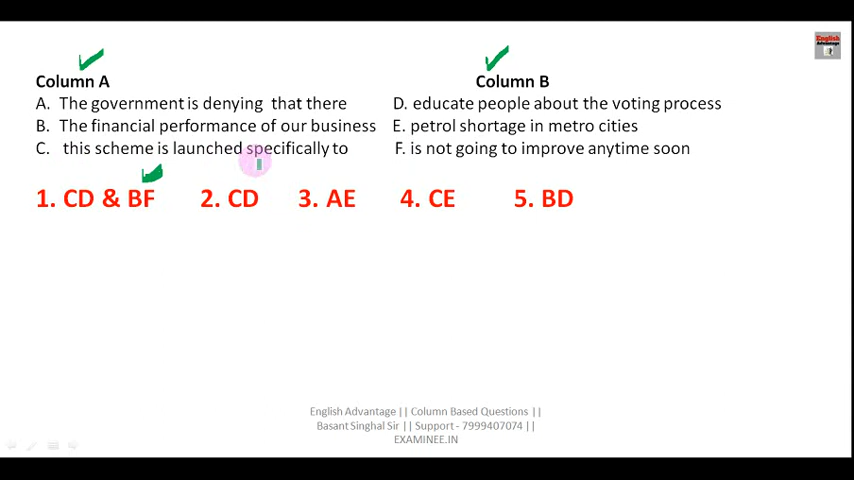 English
Advantage
Column A Column B
A. The government is denying that there D. educate people about the voting process
B. The financial performance of our business E. petrol shortage in metro cities
C. this scheme is launched specifically to F. is not going to improve anytime soon
1. CD & BF 2. CD 3. AE 4. CE 5. BD
English Advantage || Column Based Questions ||
Basant Singhal Sir || Support - 7999407074 ||
EXAMINEE.IN